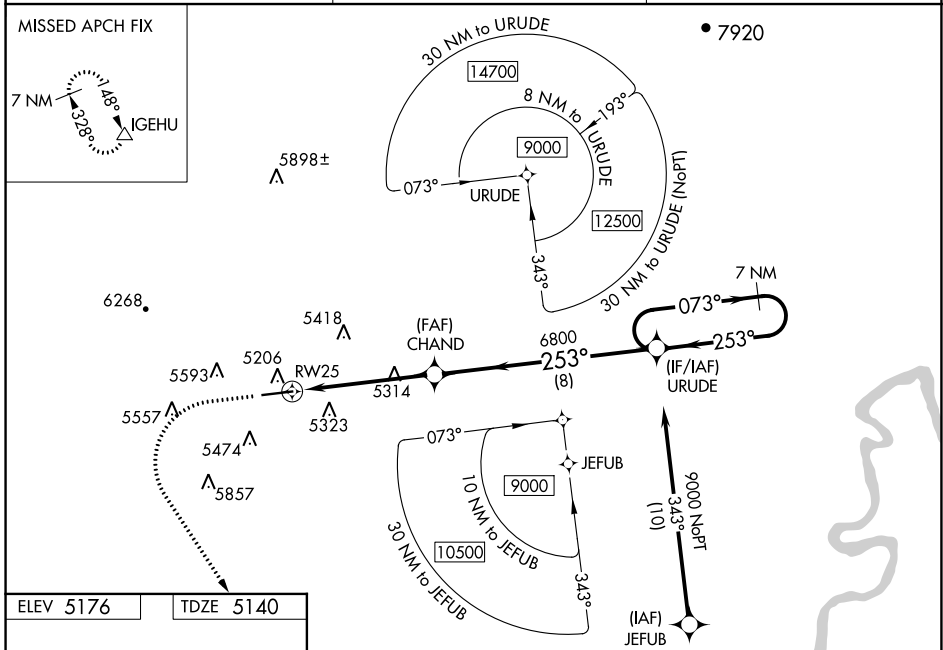 MISSED APCH FIX
7 NM
148°
328°
IGEHU
7920
30 NM to URUDE
14700
193°
8 NM to URUDE
9000
073°
URUDE
12500
343°
30 NM to URUDE (NoPT)
5898±
6268
5418
(FAF)
CHAND
6800
253°
(8)
7 NM
073°
253°
(IF/IAF)
URUDE
5593
5206
RW25
5314
5557
5323
5474
5857
073°
JEFUB
9000
10 NM to JEFUB
10500
30 NM to JEFUB
343°
9000 NoPT
343°
(10)
(IAF)
JEFUB
ELEV 5176
TDZE 5140